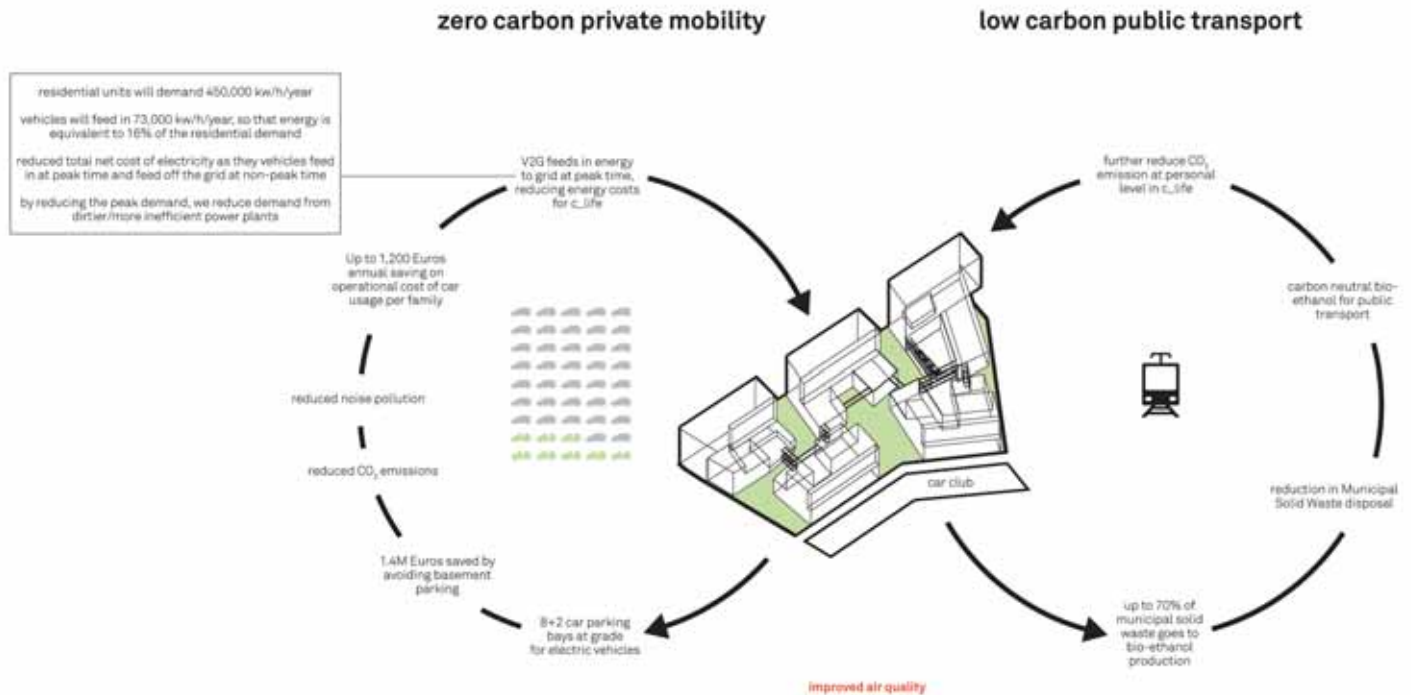 zero carbon private mobility
low carbon public transport
residential units will demand 450,000 kw/h/year
vehicles will feed in 73,000 kw/h/year, so that energy is
equivalent to 16% of the residential demand
reduced total net cost of electricity as they vehicles feed
in at peak time and feed off the grid at non-peak time
by reducing the peak demand, we reduce demand from
dirtier/more inefficient power plants
V2G feeds in energy
to grid at peak time,
reducing energy costs
for c_life
Up to 1,200 Euros
annual saving on
operational cost of car
usage per family
reduced noise pollution
reduced CO₂ emissions
1.4M Euros saved by
avoiding basement
parking
8+2 car parking
bays at grade
for electric vehicles
car club
further reduce CO₂
emission at personal
level in c_life
carbon neutral bio-
ethanol for public
transport
reduction in Municipal
Solid Waste disposal
up to 70% of
municipal solid
waste goes to
bio-ethanol
production
improved air quality